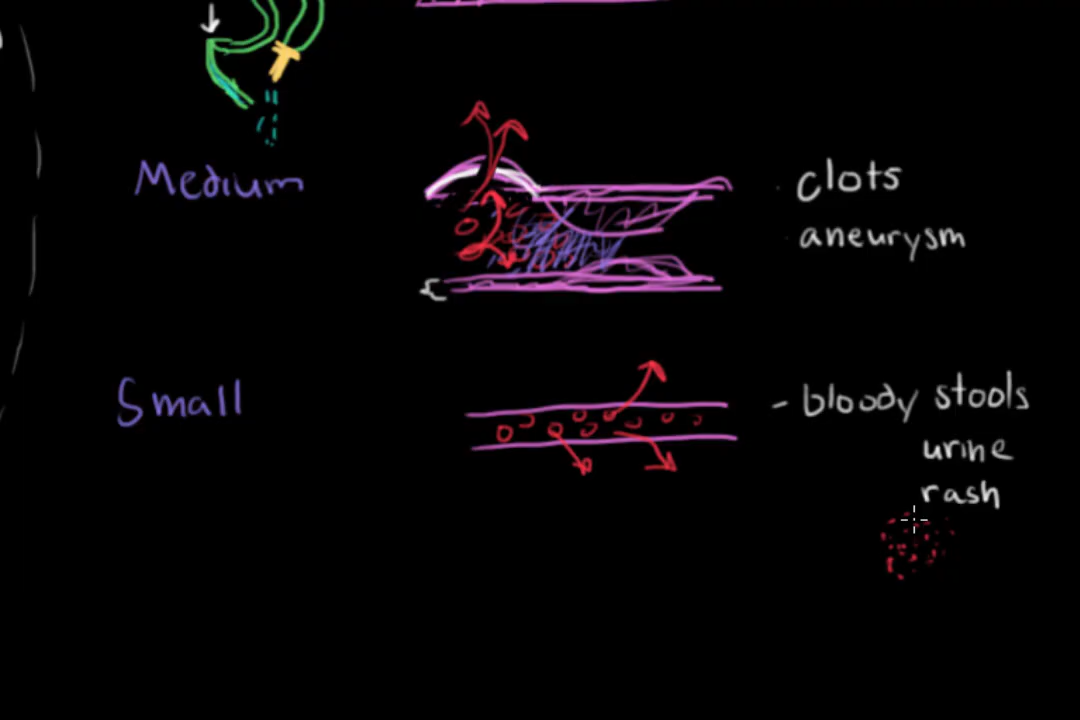 Medium
clots
aneurysm
Small
- bloody stools
urine
rash